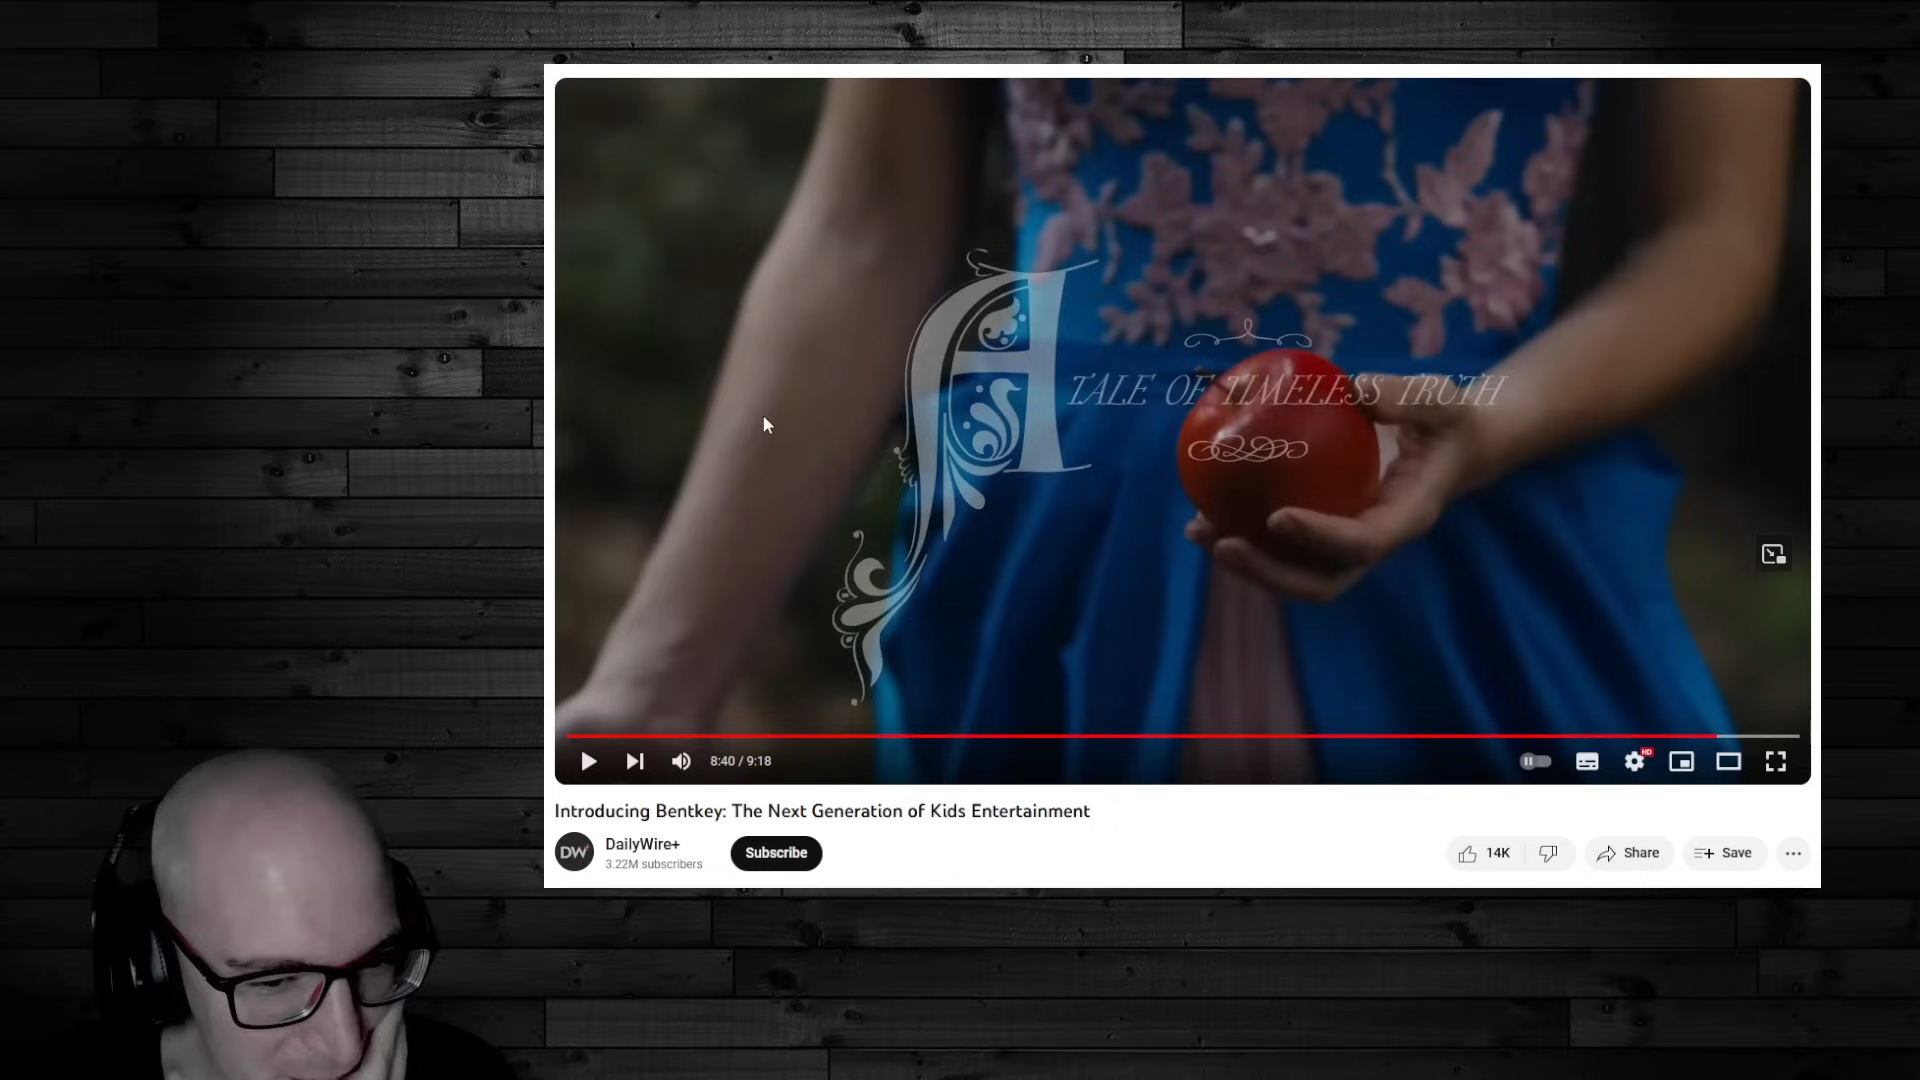 A TALE OF TIMELESS TRUTH
8:40 / 9:18
HD
Introducing Bentkey: The Next Generation of Kids Entertainment
DW+
DailyWire+
3.22M subscribers
Subscribe
14K
Share
Save